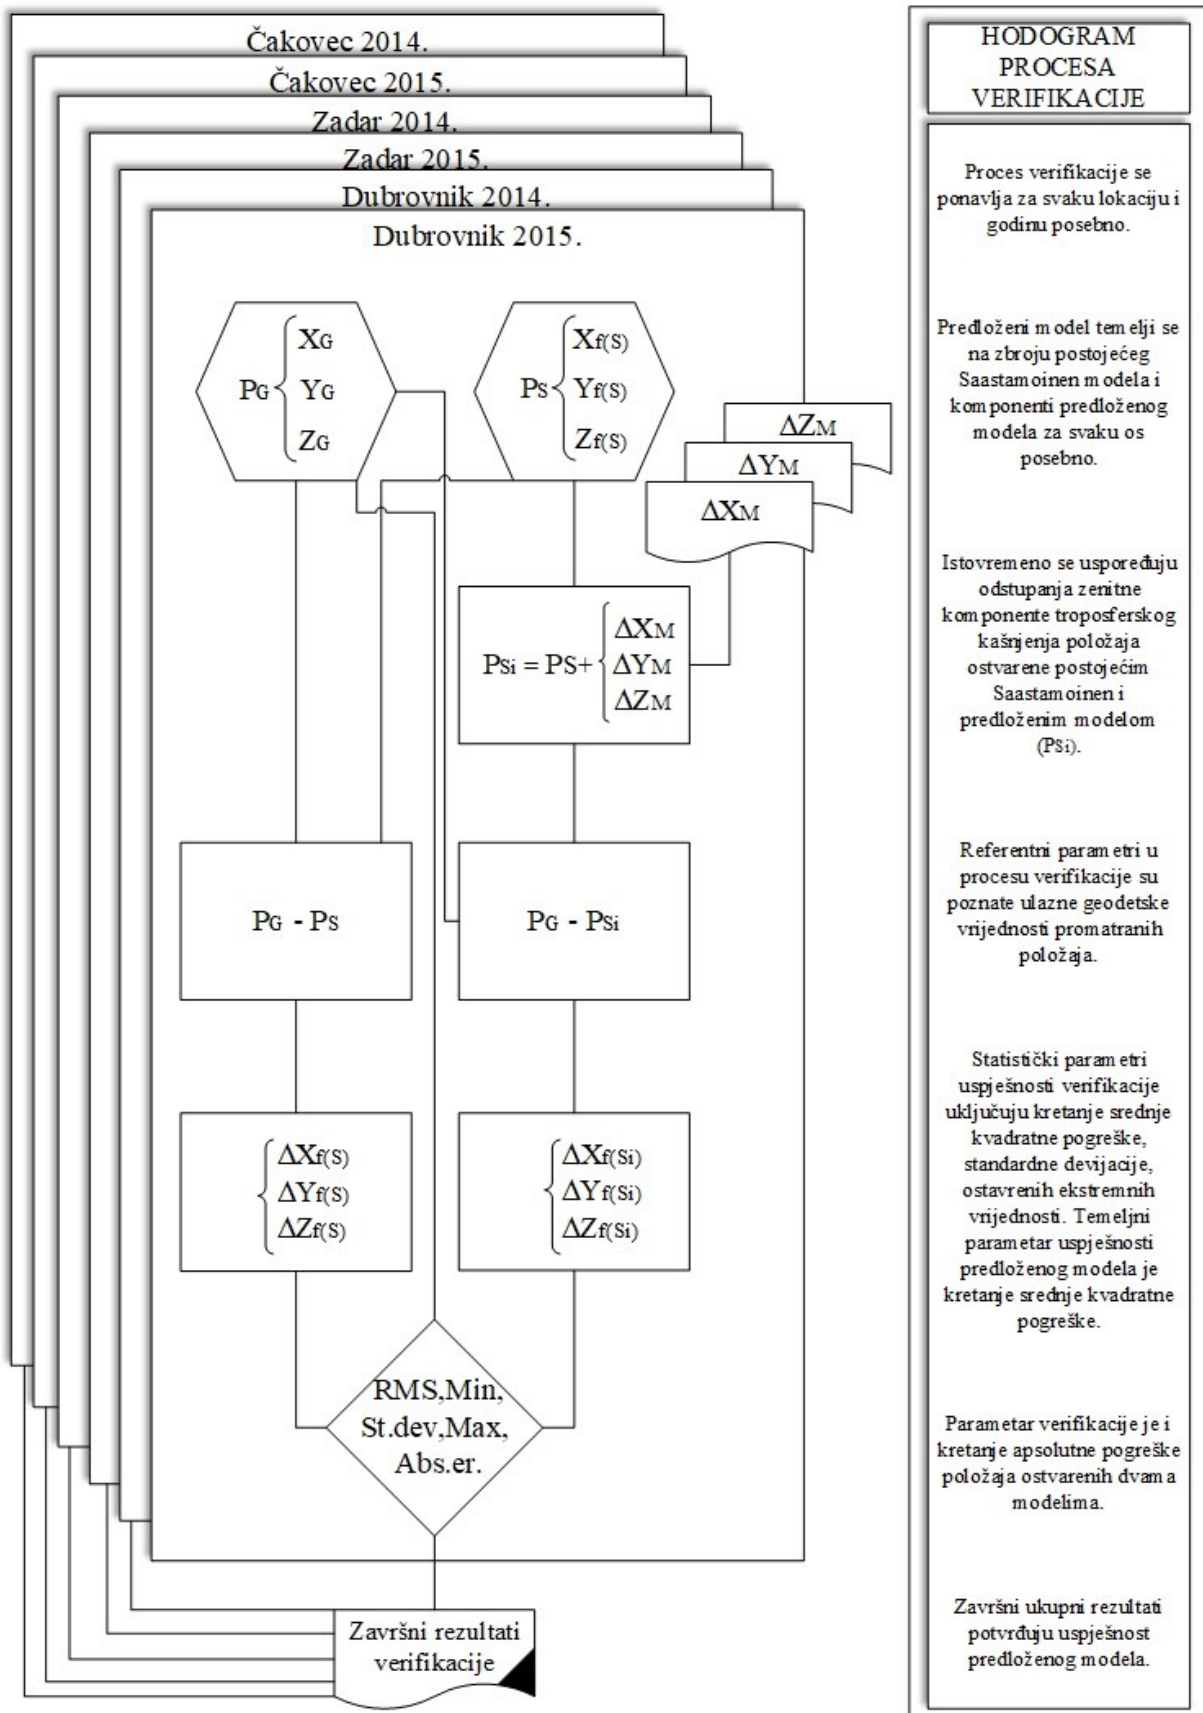 Čakovec 2014.
Čakovec 2015.
Zadar 2014.
Zadar 2015.
Dubrovnik 2014.
Dubrovnik 2015.
PG { XG
YG
ZG
PS { Xf(S)
Yf(S)
Zf(S)
ΔZM
ΔYM
ΔXM
PSi = PS+ { ΔXM
ΔYM
ΔZM
PG - PS
PG - PSi
{ ΔXf(S)
ΔYf(S)
ΔZf(S)
{ ΔXf(Si)
ΔYf(Si)
ΔZf(Si)
RMS,Min,
St.dev,Max,
Abs.er.
Završni rezultati
verifikacije
HODOGRAM
PROCESA
VERIFIKACIJE
Proces verifikacije se
ponavlja za svaku lokaciju i
godinu posebno.
Predloženi model temelji se
na zbroju postojećeg
Saastamoinen modela i
komponenti predloženog
modela za svaku os
posebno.
Istovremeno se uspoređuju
odstupanja zenitne
komponente troposferskog
kašnjenja položaja
ostvarene postojećim
Saastamoinen i
predloženim modelom
(PSi).
Referentni parametri u
procesu verifikacije su
poznate ulazne geodetske
vrijednosti promatranih
položaja.
Statistički parametri
uspješnosti verifikacije
uključuju kretanje srednje
kvadratne pogreške,
standardne devijacije,
ostavrenih ekstremnih
vrijednosti. Temeljni
parametar uspješnosti
predloženog modela je
kretanje srednje kvadratne
pogreške.
Parametar verifikacije je i
kretanje apsolutne pogreške
položaja ostvarenih dvama
modelima.
Završni ukupni rezultati
potvrđuju uspješnost
predloženog modela.